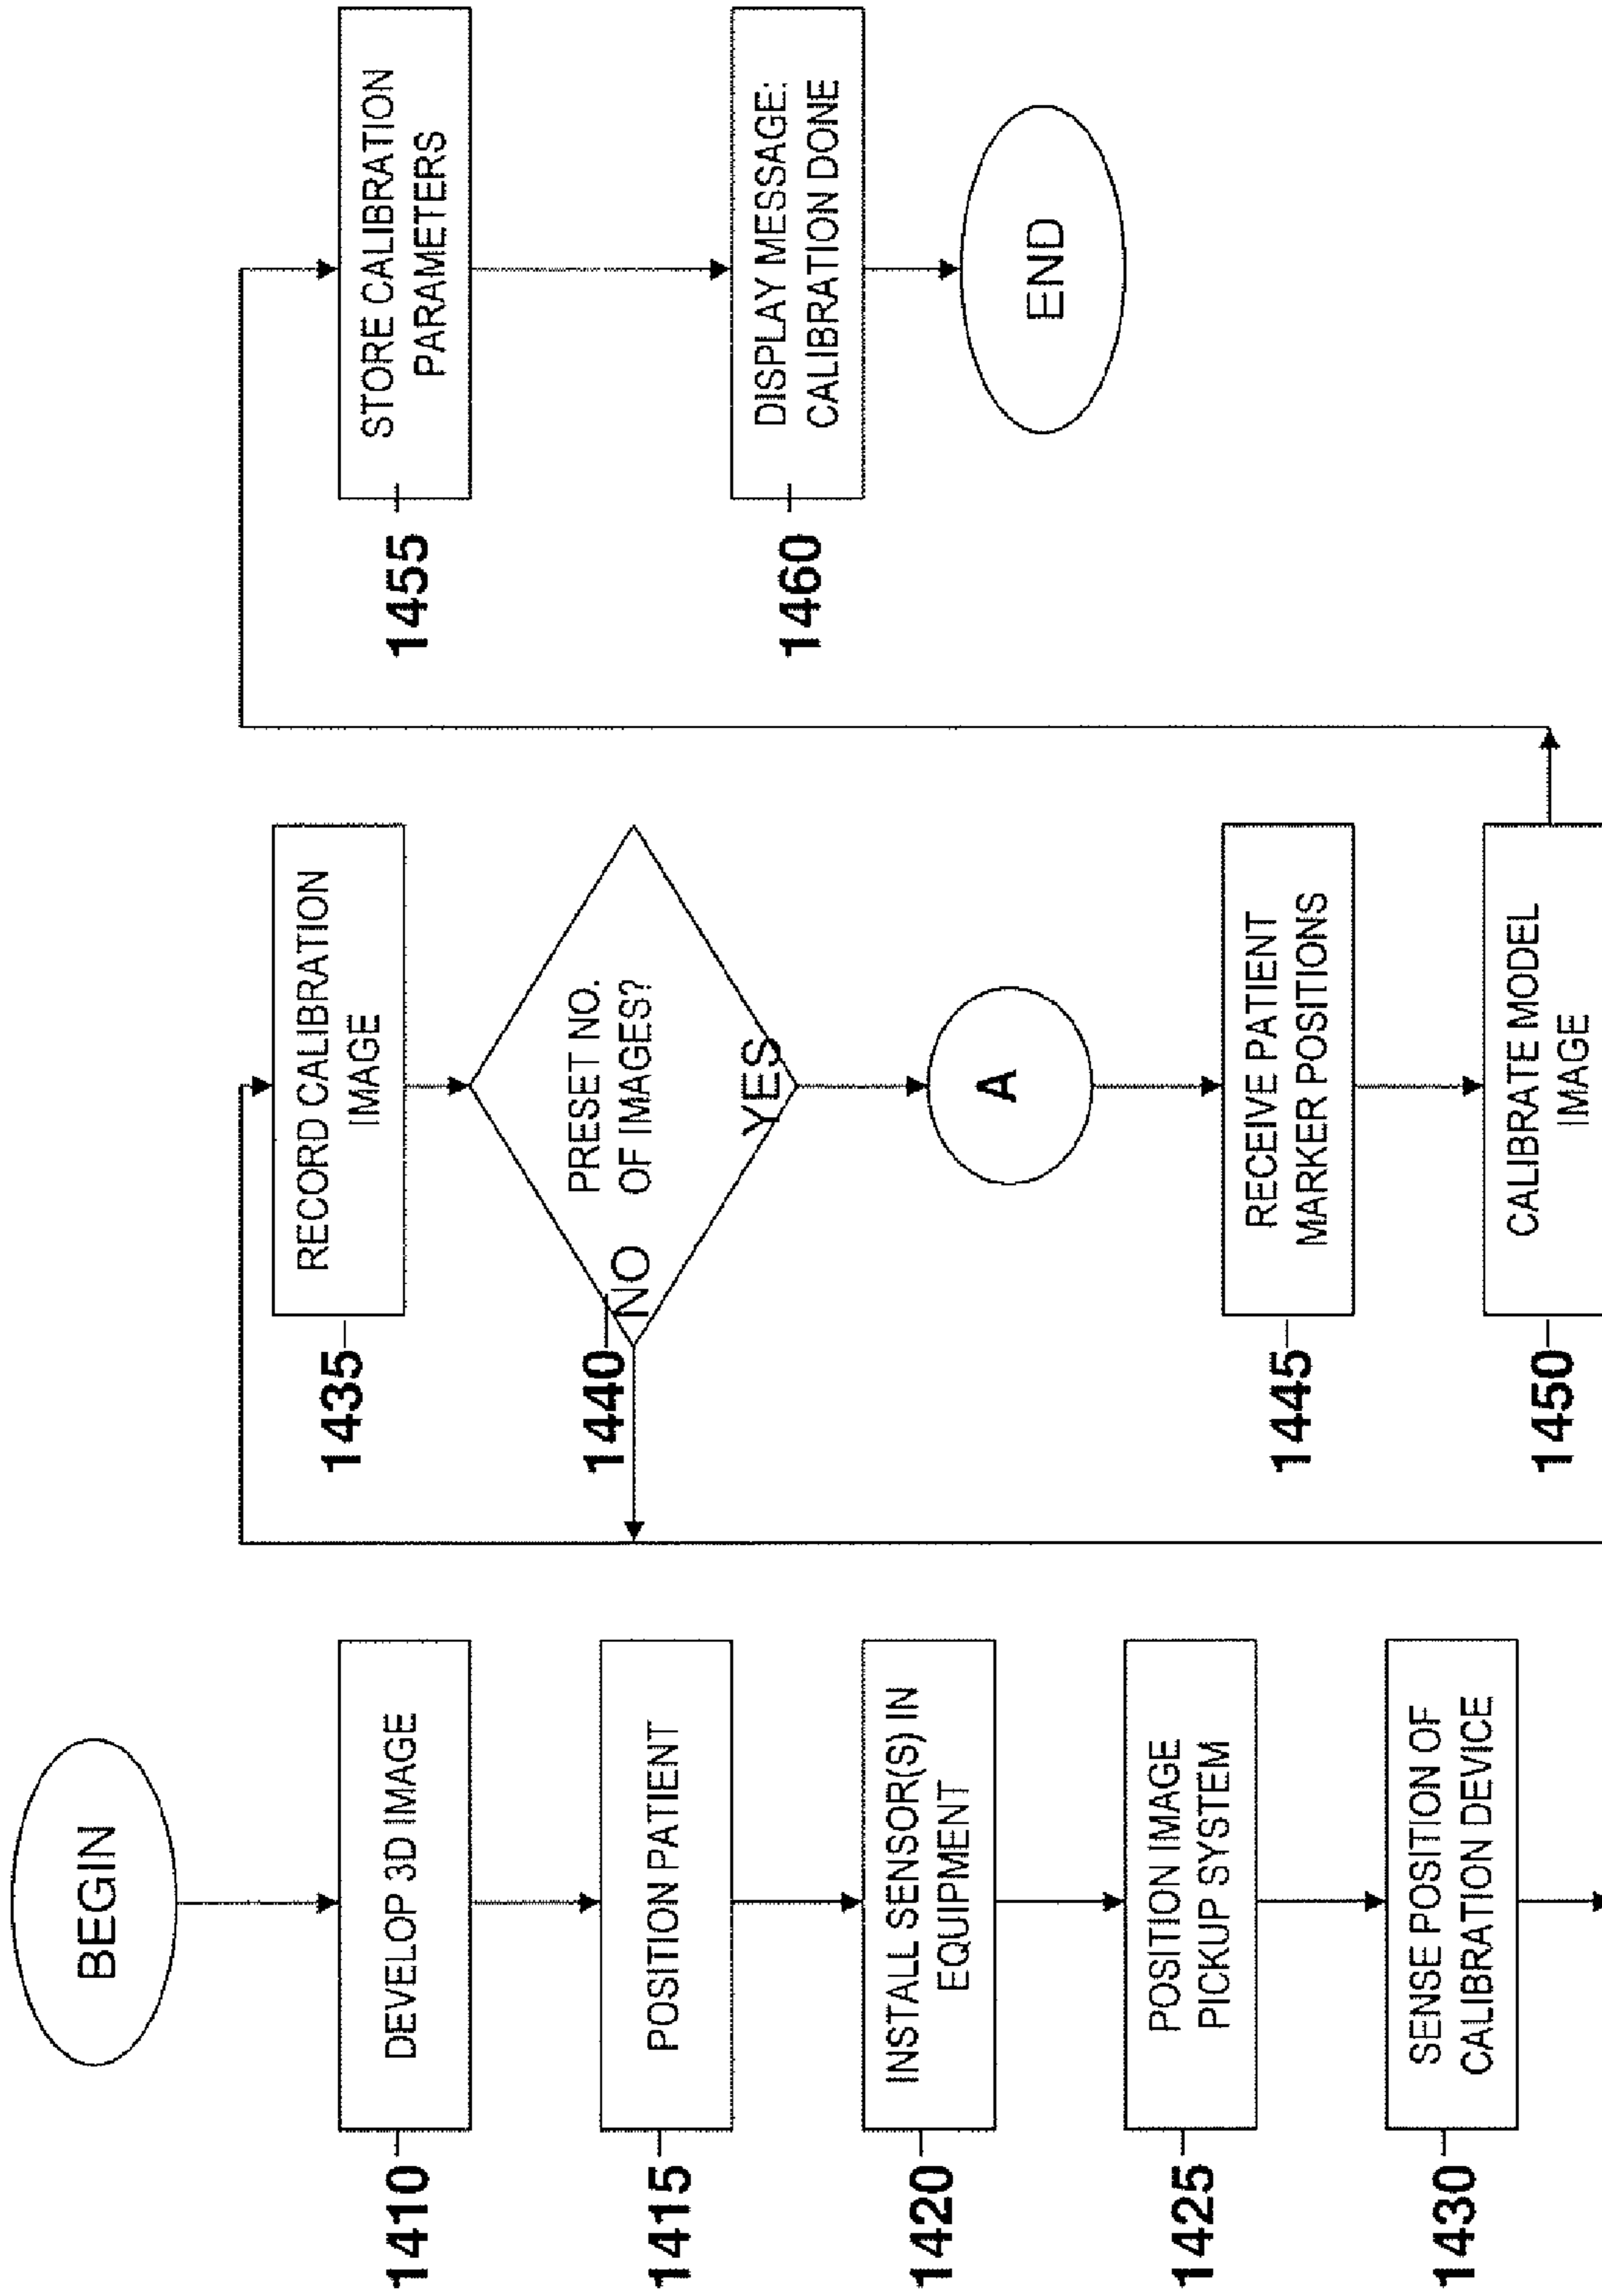 BEGIN
1410
DEVELOP 3D IMAGE
1415
POSITION PATIENT
1420
INSTALL SENSOR(S) IN
EQUIPMENT
1425
POSITION IMAGE
PICKUP SYSTEM
1430
SENSE POSITION OF
CALIBRATION DEVICE
1435
RECORD CALIBRATION
IMAGE
1440
PRESET NO.
OF IMAGES?
NO
YES
A
1445
RECEIVE PATIENT
MARKER POSITIONS
1450
CALIBRATE MODEL
IMAGE
1455
STORE CALIBRATION
PARAMETERS
1460
DISPLAY MESSAGE:
CALIBRATION DONE
END